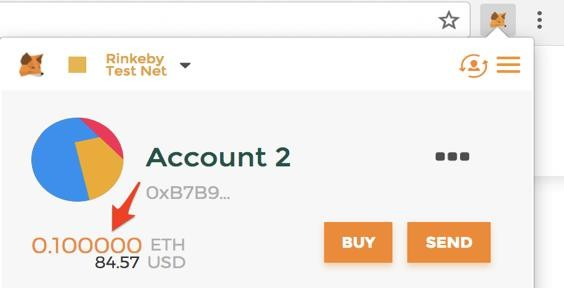 Rinkeby
Test Net
Account 2
0xB7B9...
0.100000 ETH
84.57 USD
BUY
SEND